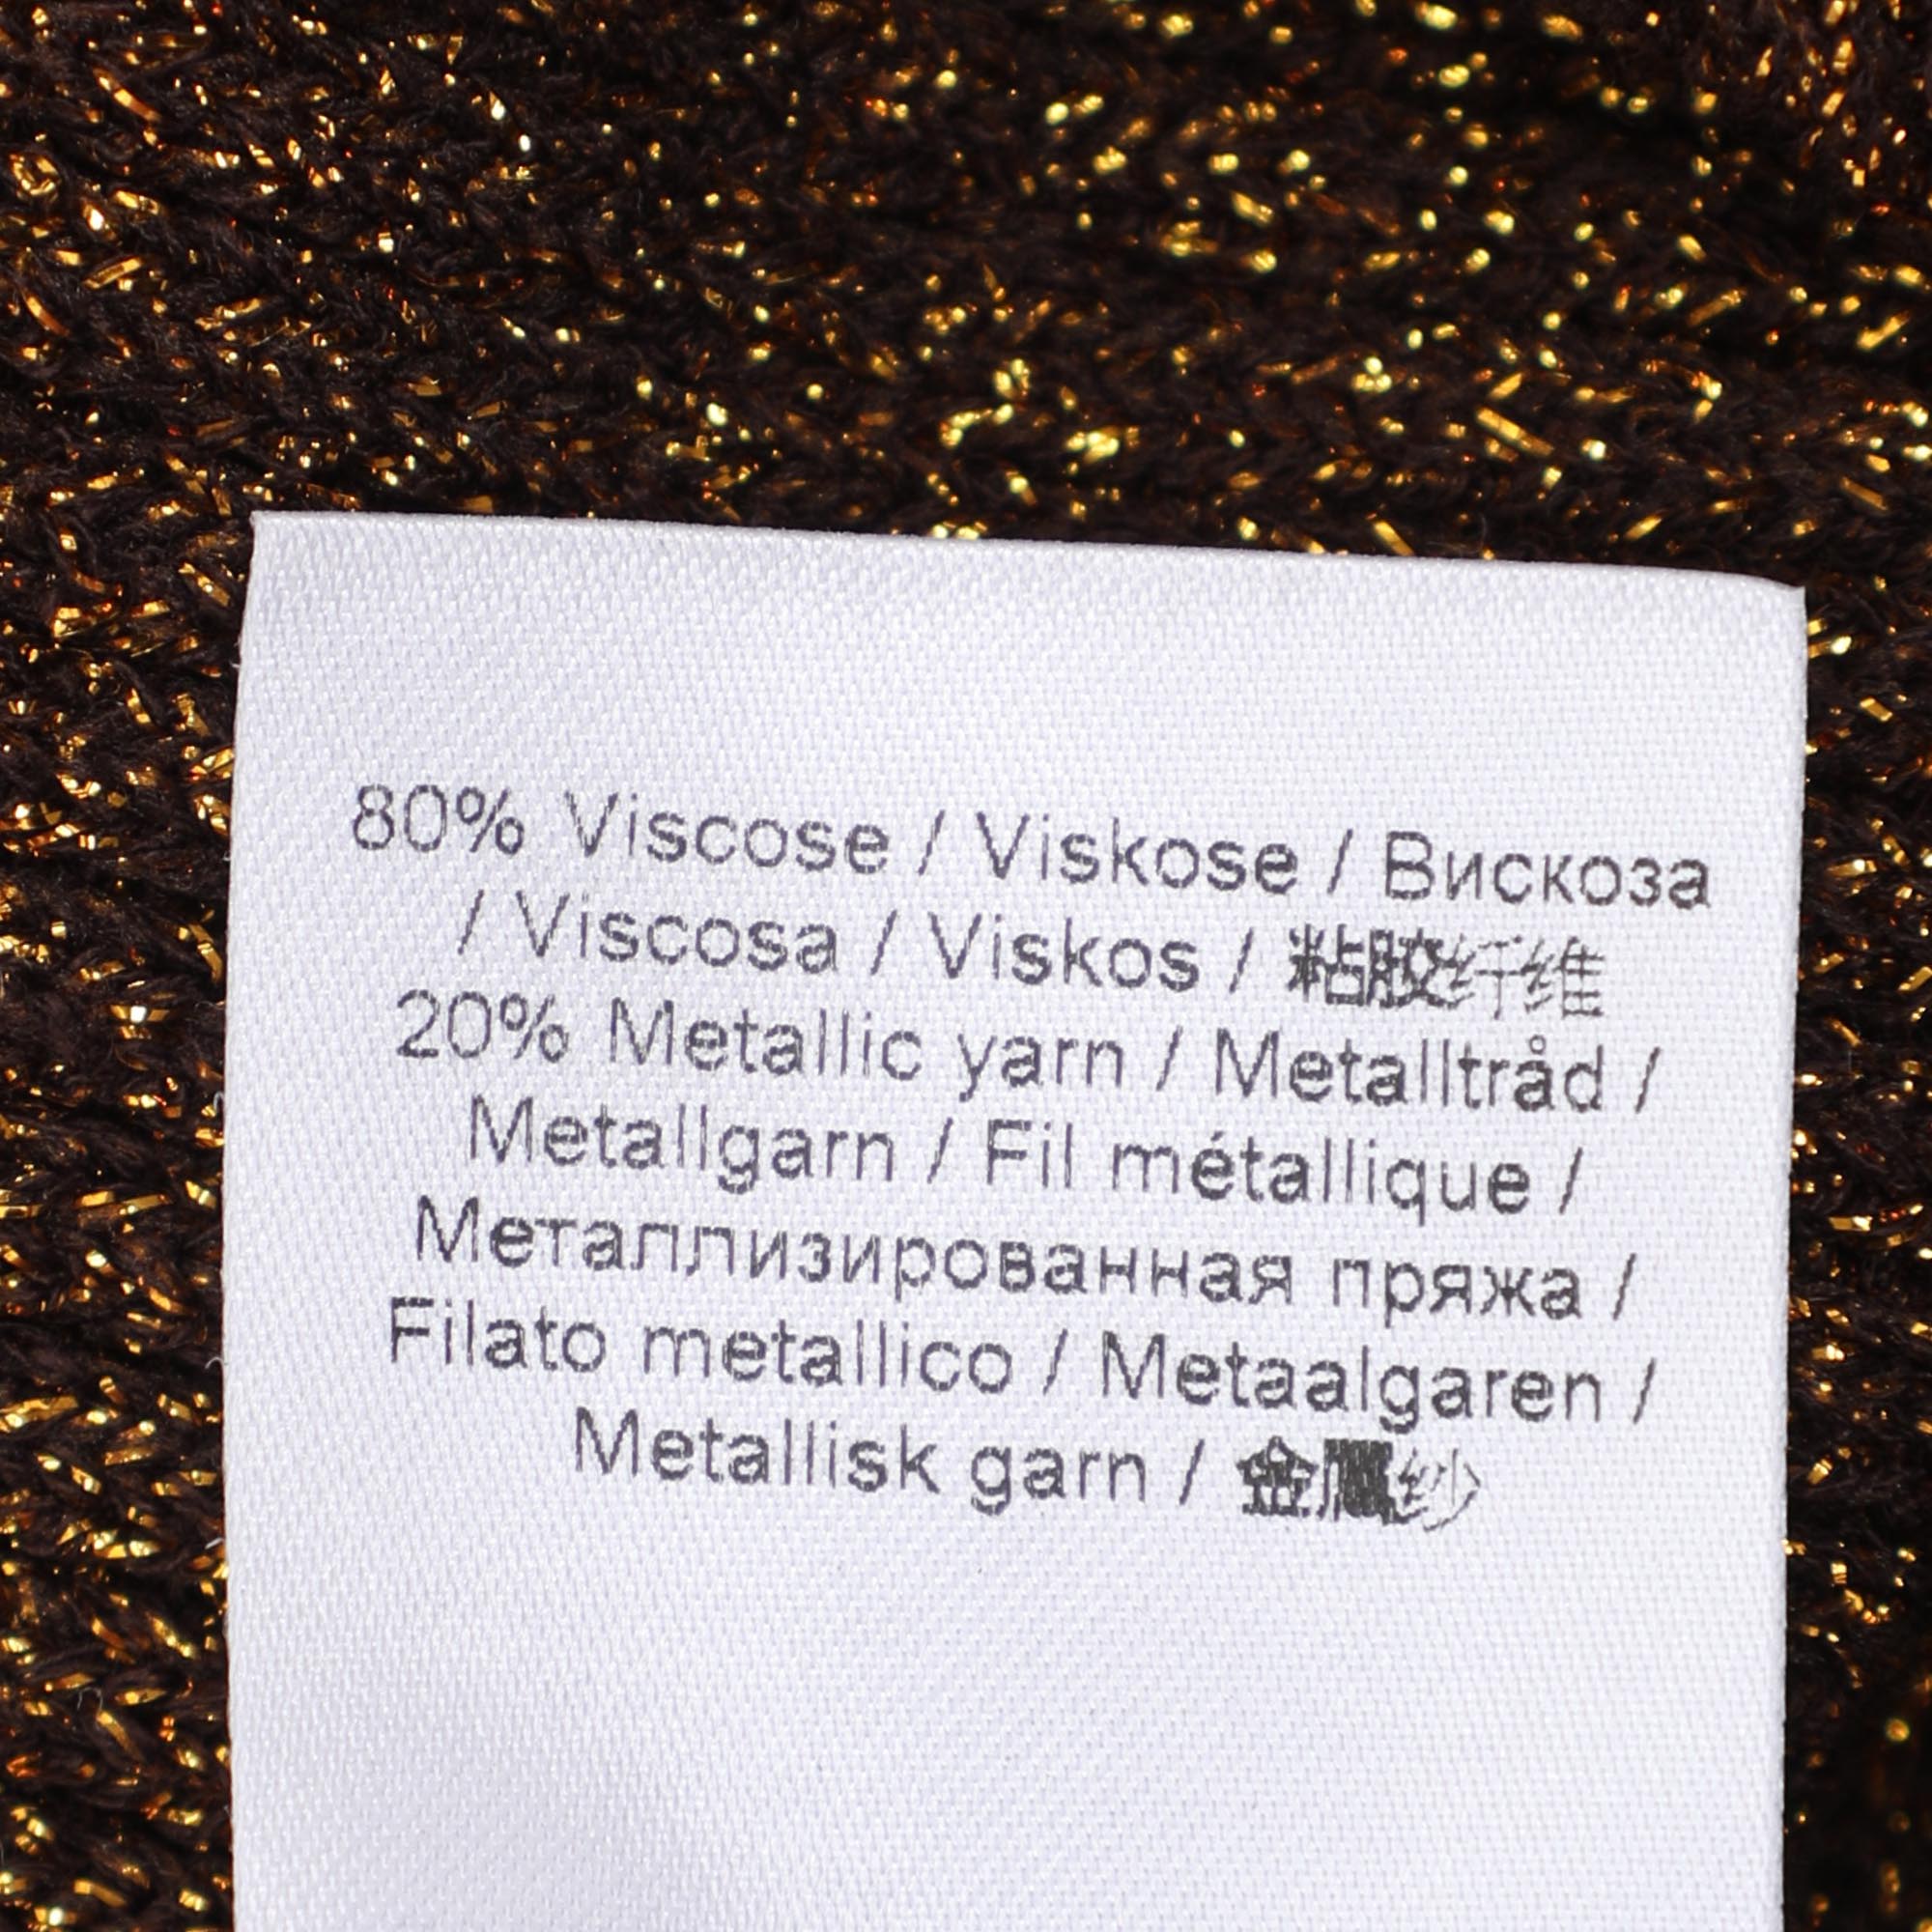 80% Viscose / Viskose / Вискоза
/ Viscosa / Viskos / 粘胶纤维
20% Metallic yarn / Metalltråd /
Metallgarn / Fil métallique /
Металлизированная пряжа /
Filato metallico / Metaalgaren /
Metallisk garn / 金属纱